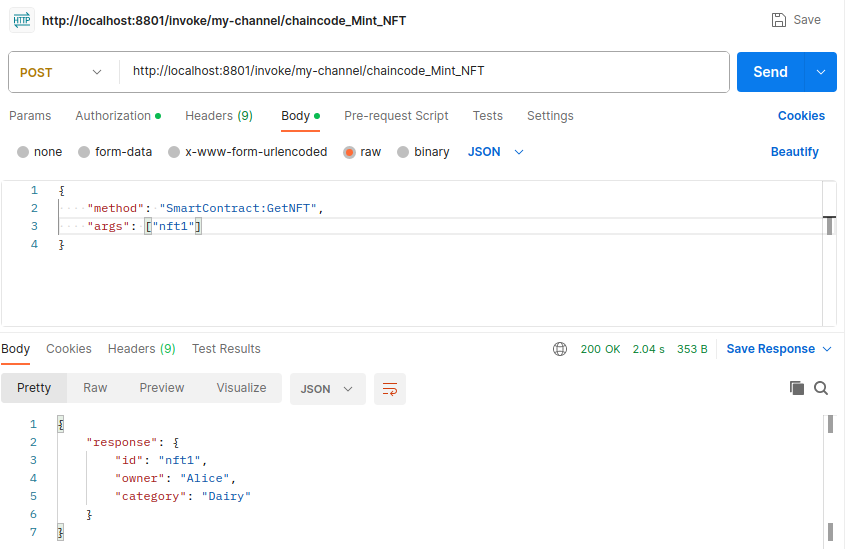 HTTP http://localhost:8801/invoke/my-channel/chaincode_Mint_NFT Save
POST http://localhost:8801/invoke/my-channel/chaincode_Mint_NFT Send
Params Authorization Headers (9) Body Pre-request Script Tests Settings Cookies
none form-data x-www-form-urlencoded raw binary JSON Beautify
1 {
2 "method": "SmartContract:GetNFT",
3 "args": ["nft1"]
4 }
Body Cookies Headers (9) Test Results 200 OK 2.04 s 353 B Save Response
Pretty Raw Preview Visualize JSON
1 {
2 "response": {
3 "id": "nft1",
4 "owner": "Alice",
5 "category": "Dairy"
6 }
7 }